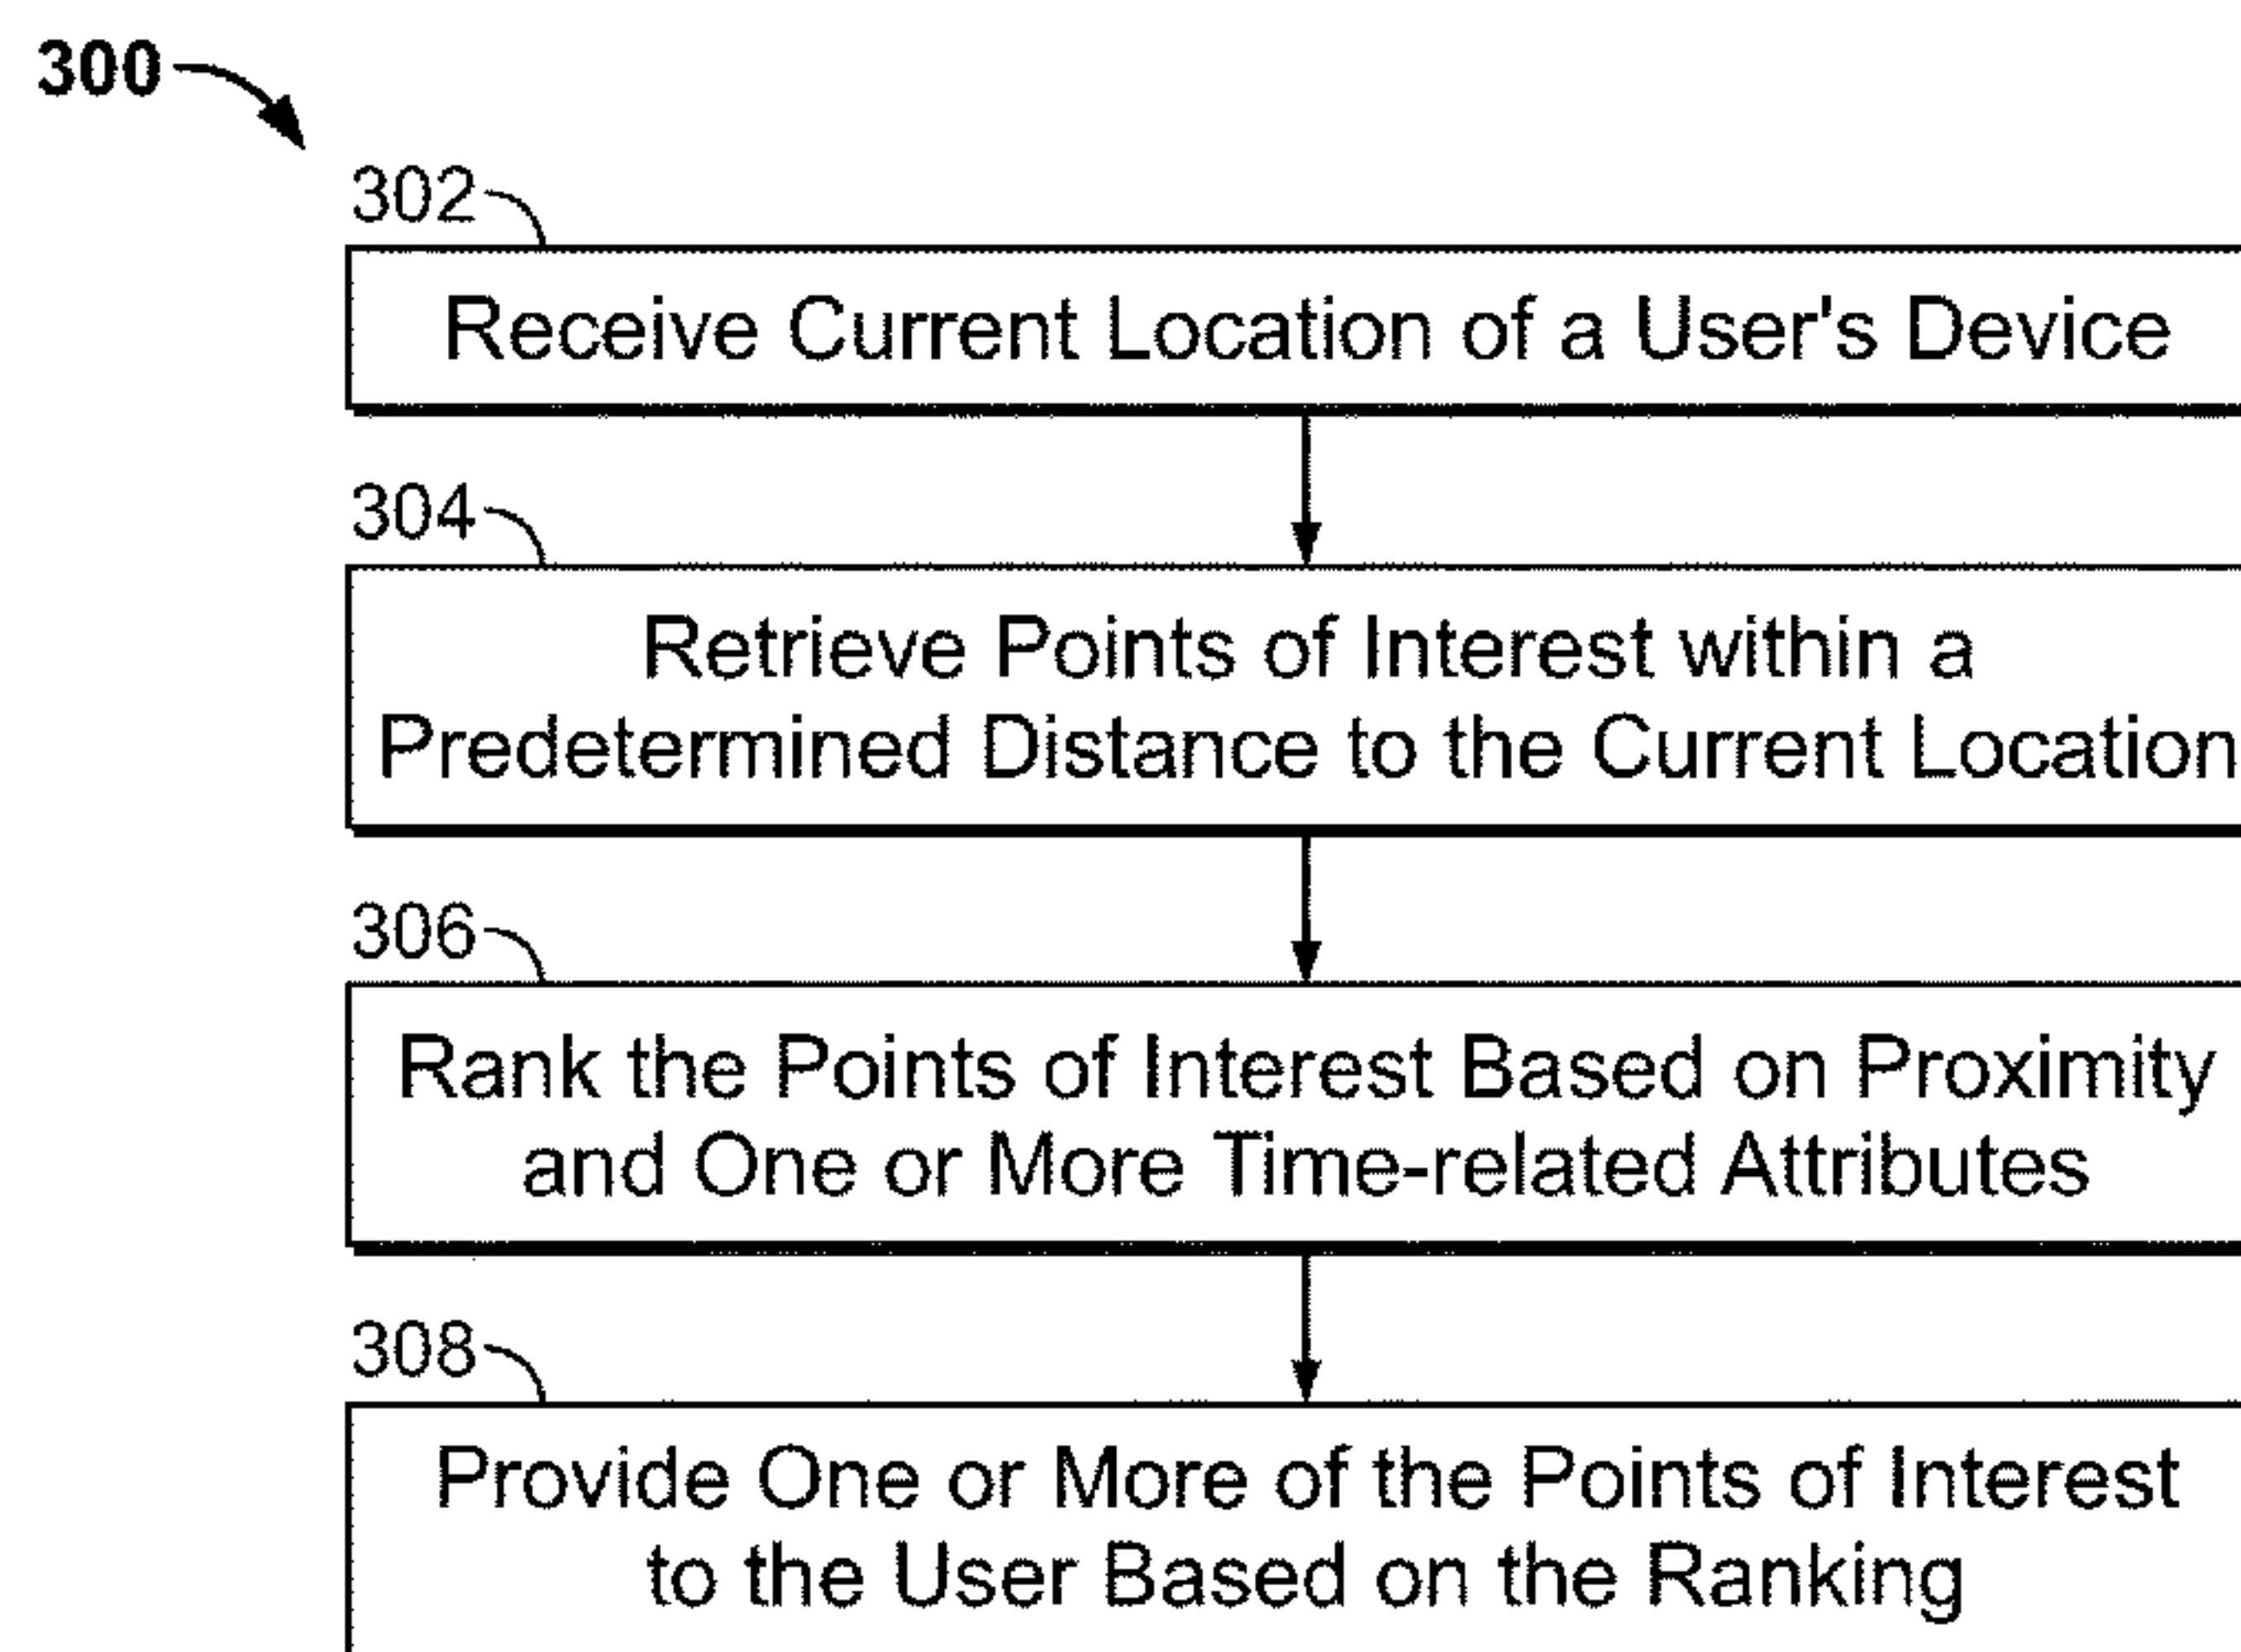 300
302
Receive Current Location of a User's Device
304
Retrieve Points of Interest within a
Predetermined Distance to the Current Location
306
Rank the Points of Interest Based on Proximity
and One or More Time-related Attributes
308
Provide One or More of the Points of Interest
to the User Based on the Ranking